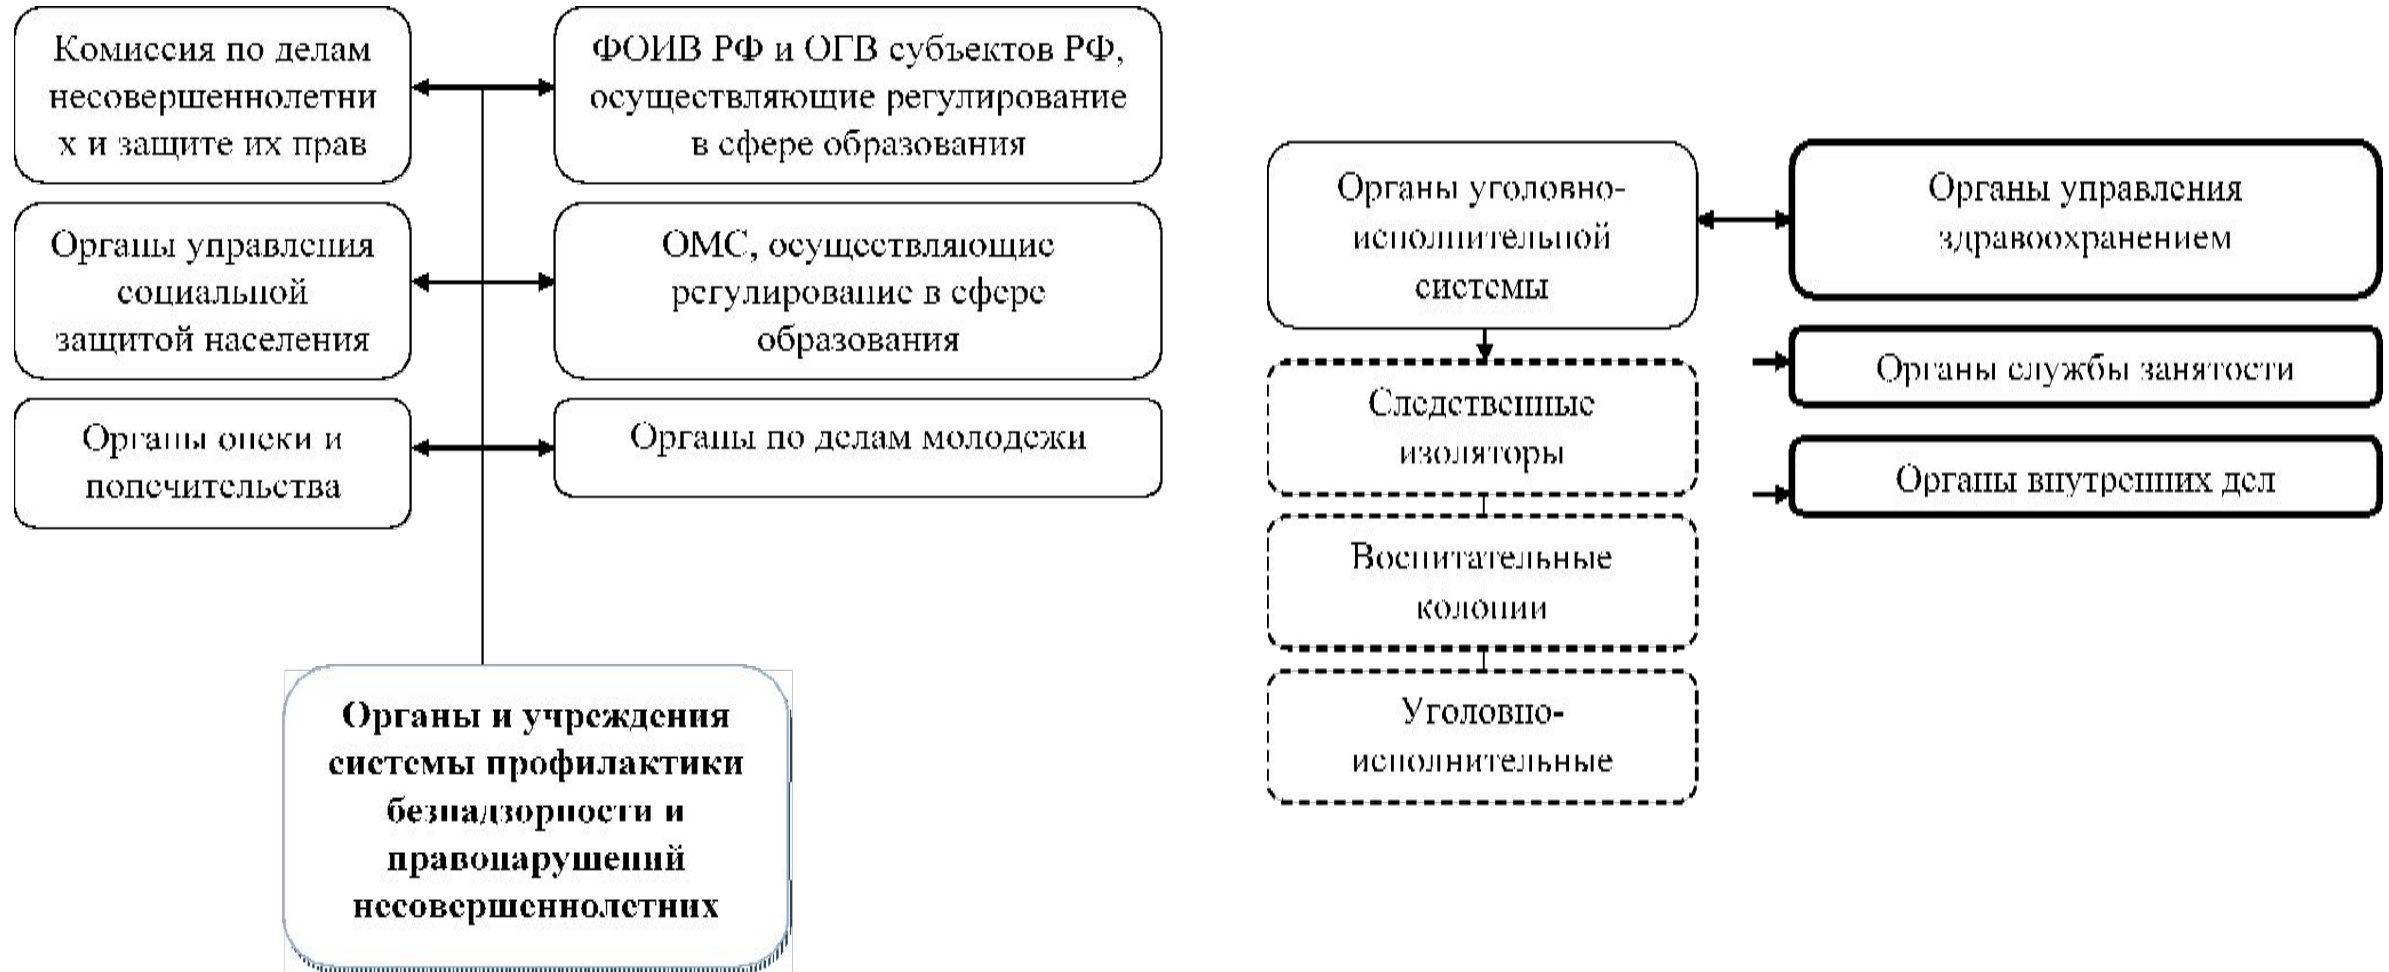 Комиссия по делам
несовершеннолетни
х и защите их прав
ФОИВ РФ и ОГВ субъектов РФ,
осуществляющие регулирование
в сфере образования
Органы управления
социальной
защитой населения
ОМС, осуществляющие
регулирование в сфере
образования
Органы опеки и
попечительства
Органы по делам молодежи
Органы и учреждения
системы профилактики
безнадзорности и
правонарушений
несовершеннолетних
Органы уголовно-
исполнительной
системы
Следственные
изоляторы
Воспитательные
колонии
Уголовно-
исполнительные
Органы управления
здравоохранением
Органы службы занятости
Органы внутренних дел